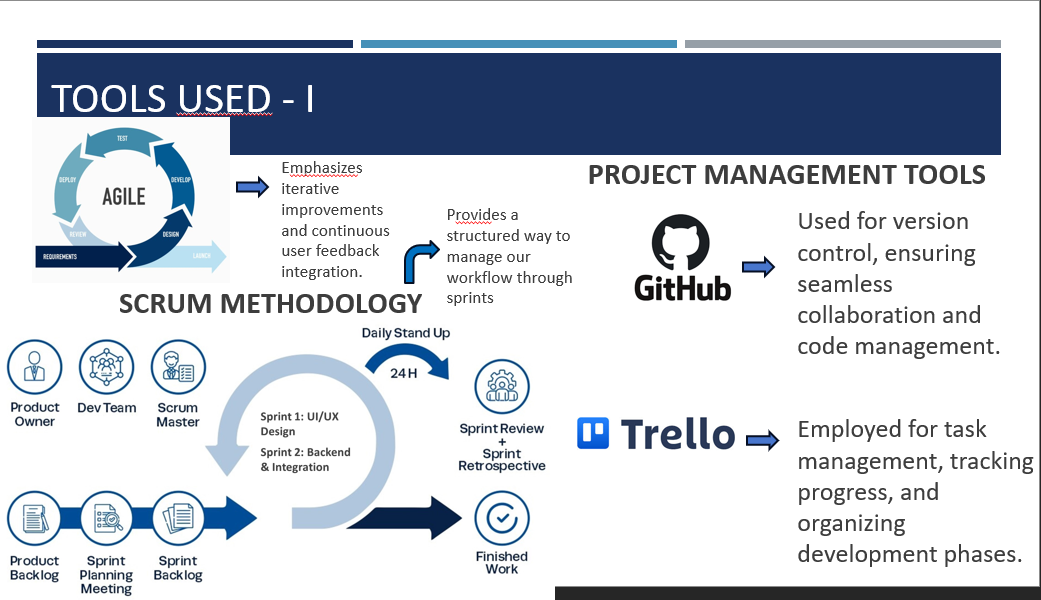 TOOLS USED - I
TEST
DEPLOY
DEVELOP
AGILE
REVIEW
DESIGN
REQUIREMENTS
LAUNCH
Emphasizes
iterative
improvements
and continuous
user feedback
integration.
Provides a
structured way to
manage our
workflow through
sprints
SCRUM METHODOLOGY
Daily Stand Up
24 H
Product
Owner
Dev Team
Scrum
Master
Sprint 1: UI/UX
Design
Sprint 2: Backend
& Integration
Sprint Review
+
Sprint
Retrospective
Product
Backlog
Sprint
Planning
Meeting
Sprint
Backlog
Finished
Work
PROJECT MANAGEMENT TOOLS
GitHub
Used for version
control, ensuring
seamless
collaboration and
code management.
Trello
Employed for task
management, tracking
progress, and
organizing
development phases.